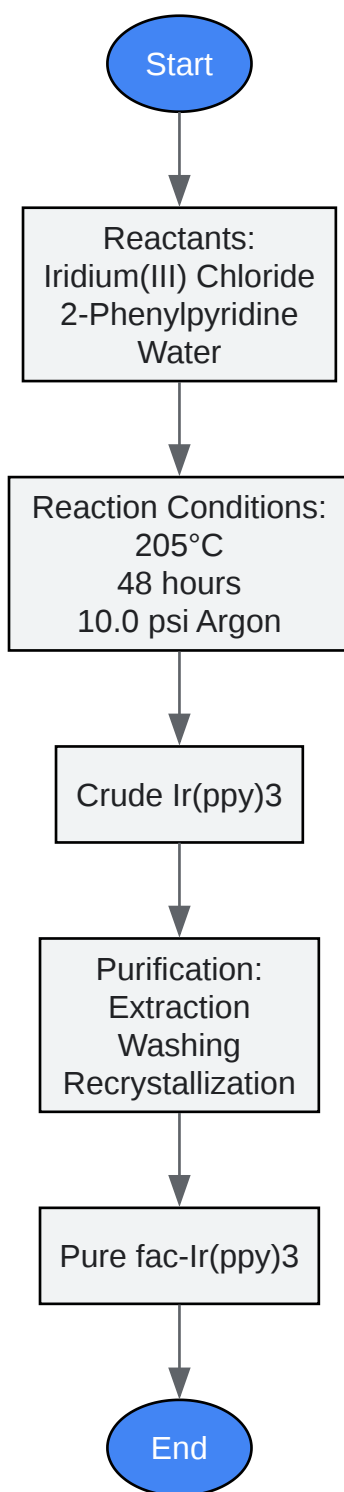 Start
Reactants:
Iridium(III) Chloride
2-Phenylpyridine
Water
Reaction Conditions:
205°C
48 hours
10.0 psi Argon
Crude Ir(ppy)3
Purification:
Extraction
Washing
Recrystallization
Pure fac-Ir(ppy)3
End